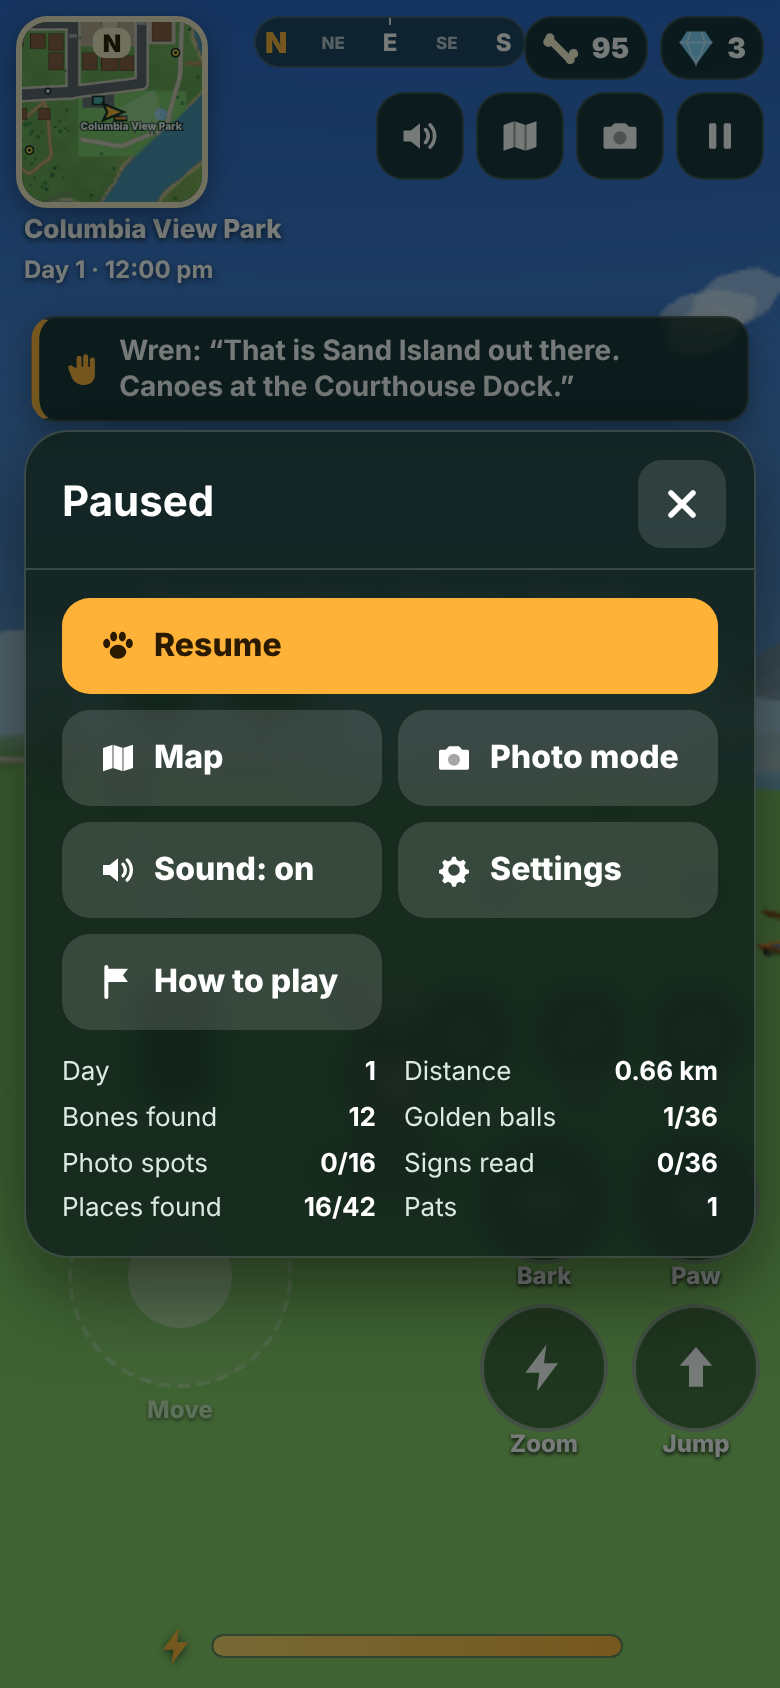 N
Columbia View Park
N NE E SE S
95
3
Columbia View Park
Day 1 · 12:00 pm
Wren: “That is Sand Island out there.
Canoes at the Courthouse Dock.”
Paused
Resume
Map
Photo mode
Sound: on
Settings
How to play
Day 1
Distance 0.66 km
Bones found 12
Golden balls 1/36
Photo spots 0/16
Signs read 0/36
Places found 16/42
Pats 1
Bark
Paw
Move
Zoom
Jump